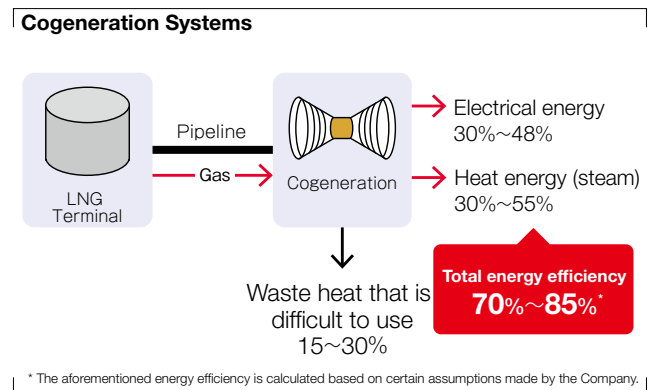 Cogeneration Systems
LNG
Terminal
Pipeline
Gas
Cogeneration
Electrical energy
30%~48%
Heat energy (steam)
30%~55%
Total energy efficiency
70%~85%*
Waste heat that is
difficult to use
15~30%
* The aforementioned energy efficiency is calculated based on certain assumptions made by the Company.